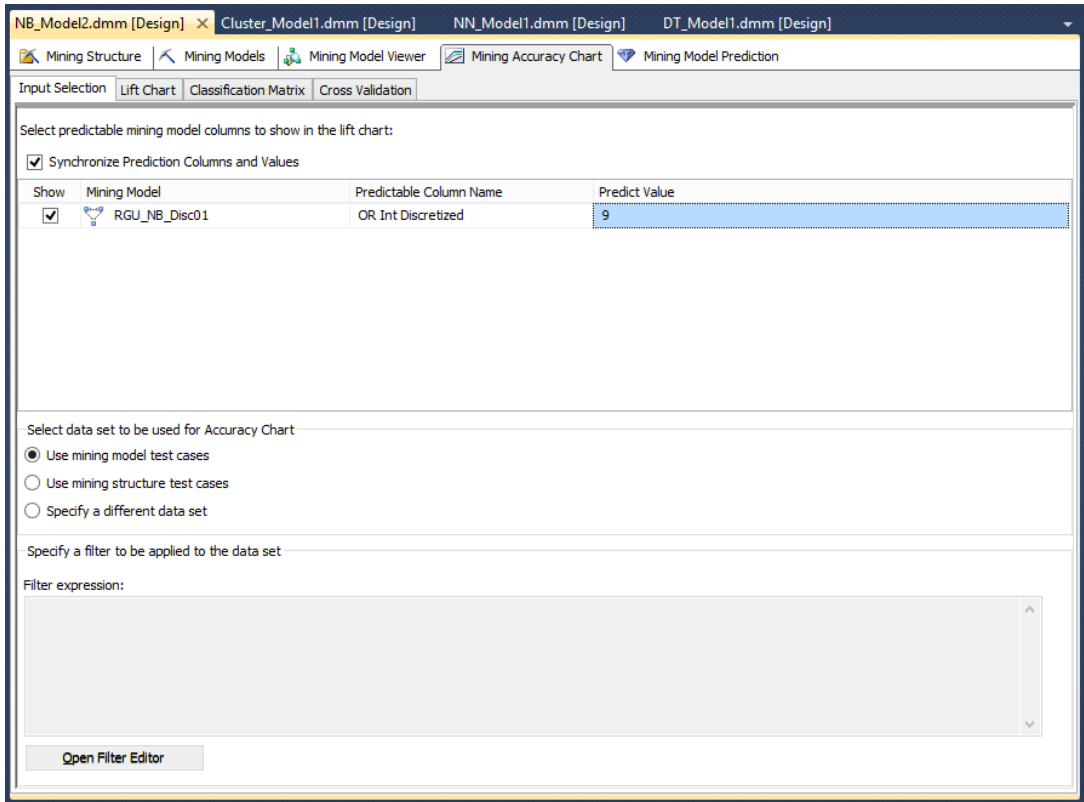 NB_Model2.dmm [Design] Cluster_Model1.dmm [Design] NN_Model1.dmm [Design] DT_Model1.dmm [Design]
Mining Structure Mining Models Mining Model Viewer Mining Accuracy Chart Mining Model Prediction
Input Selection Lift Chart Classification Matrix Cross Validation
Select predictable mining model columns to show in the lift chart:
Synchronize Prediction Columns and Values
Show Mining Model Predictable Column Name Predict Value
RGU_NB_Disc01 OR Int Discretized 9
Select data set to be used for Accuracy Chart
Use mining model test cases
Use mining structure test cases
Specify a different data set
Specify a filter to be applied to the data set
Filter expression:
Open Filter Editor